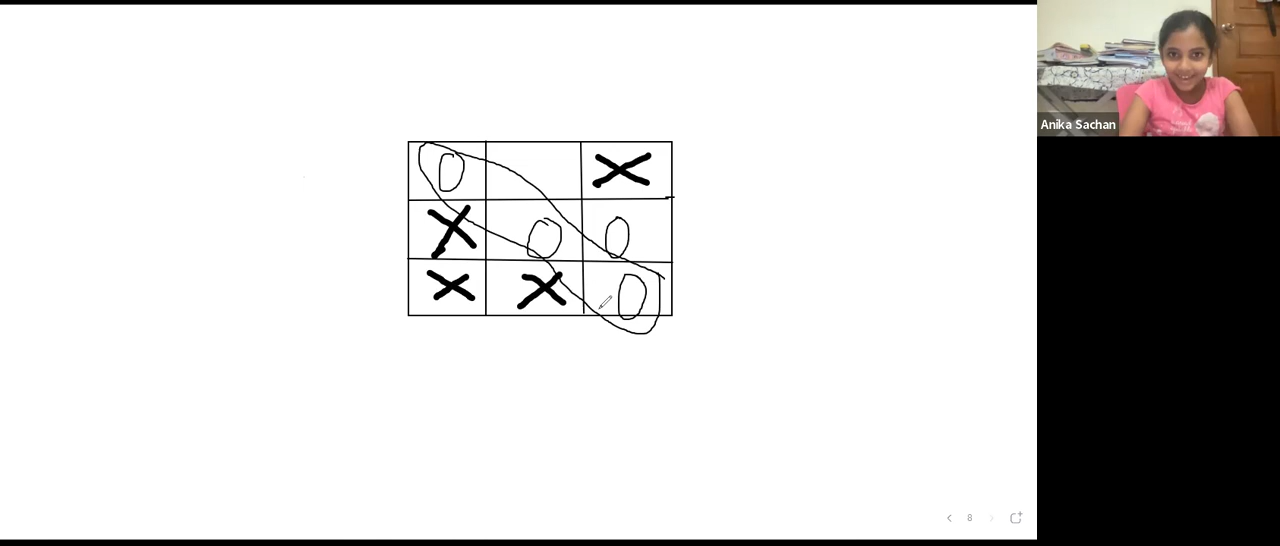 Anika Sachan
O X
X O O
X X O
8